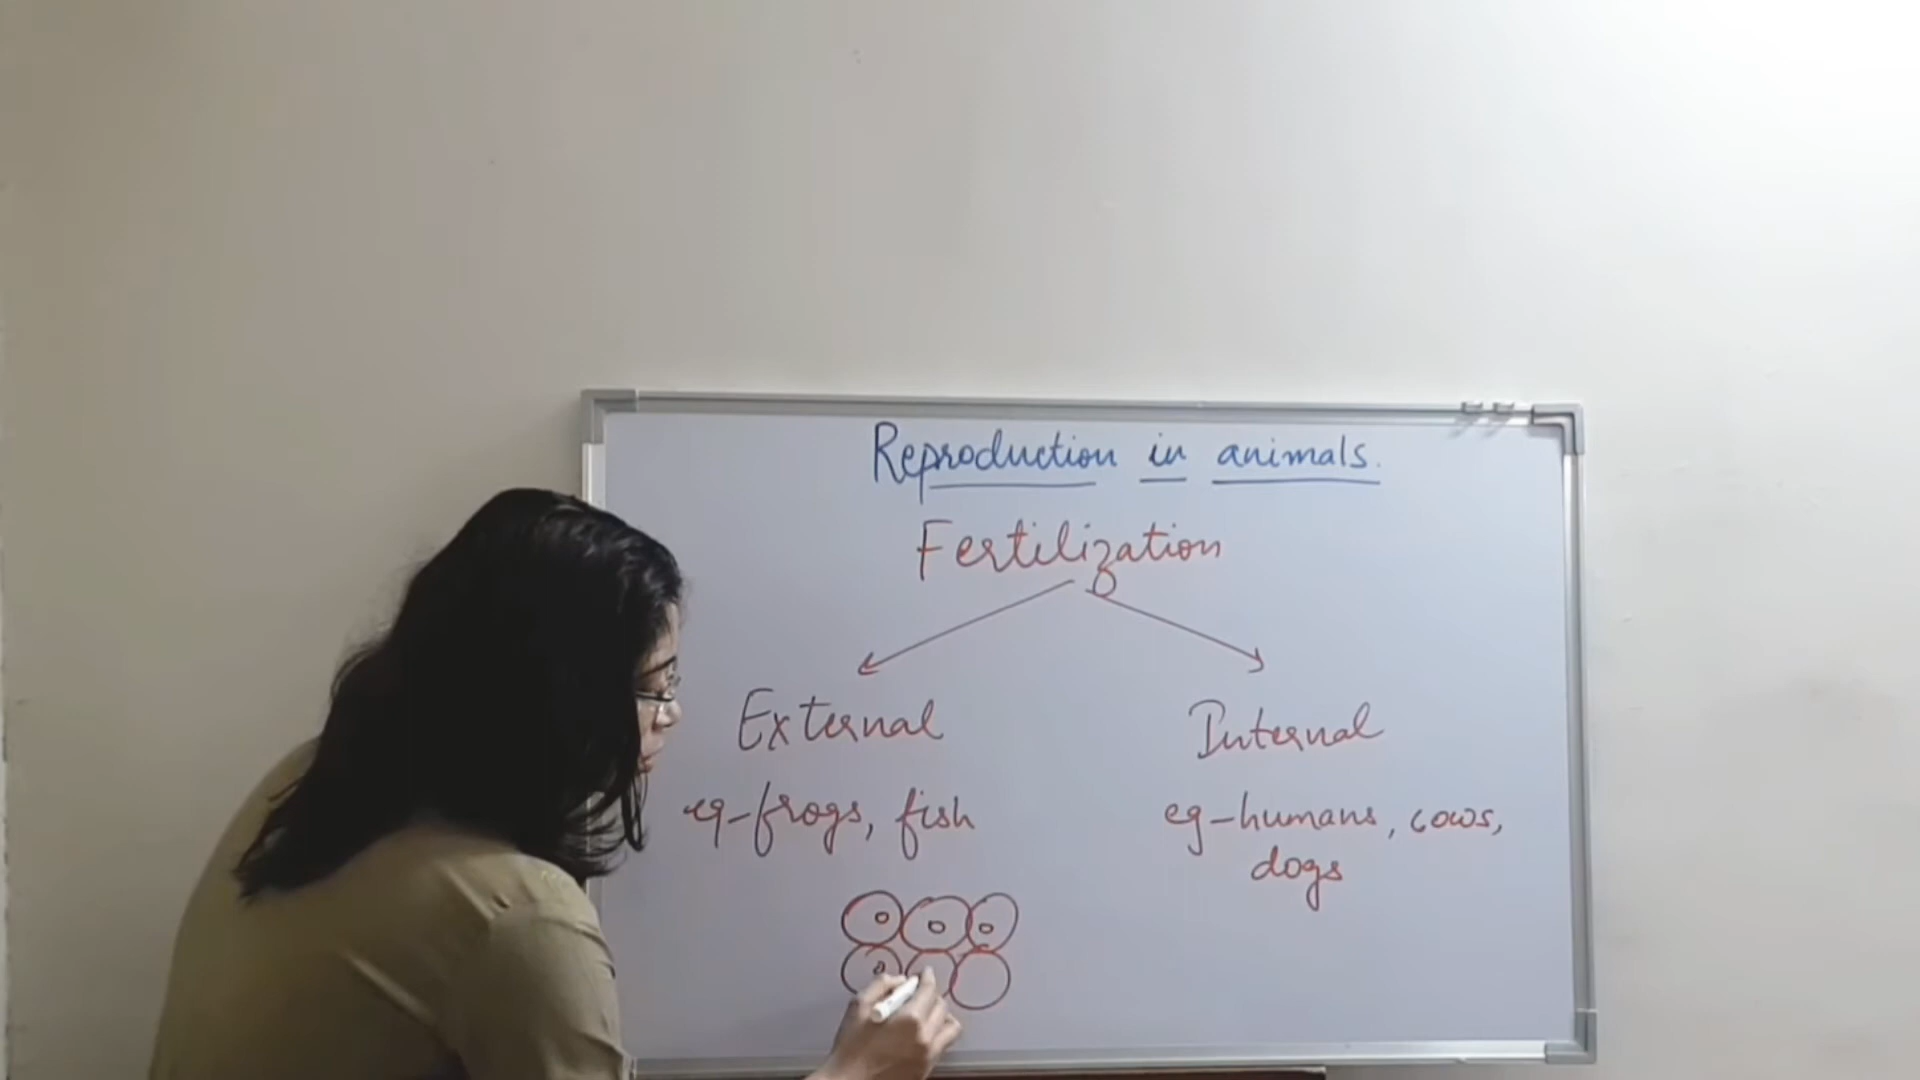 Reproduction in animals.
Fertilization
External
Internal
eg-frogs, fish
eg-humans, cows,
dogs